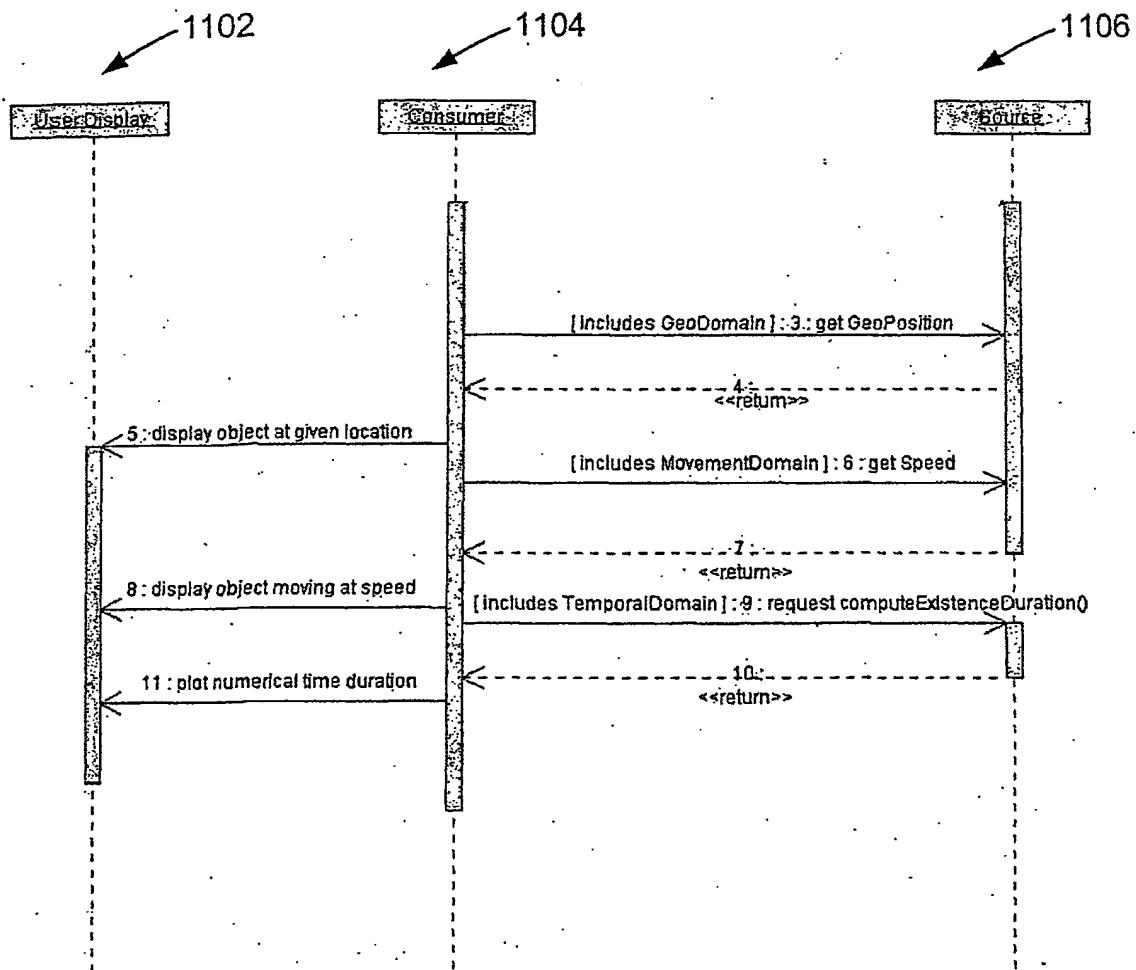 1102
1104
1106
User Display
Consumer
Source
[ includes GeoDomain ] : 3 : get GeoPosition
4 :
<<return>>
5 : display object at given location
[ includes MovementDomain ] : 6 : get Speed
7 :
<<return>>
8 : display object moving at speed
[ includes TemporalDomain ] : 9 : request computeExistenceDuration()
10 :
<<return>>
11 : plot numerical time duration